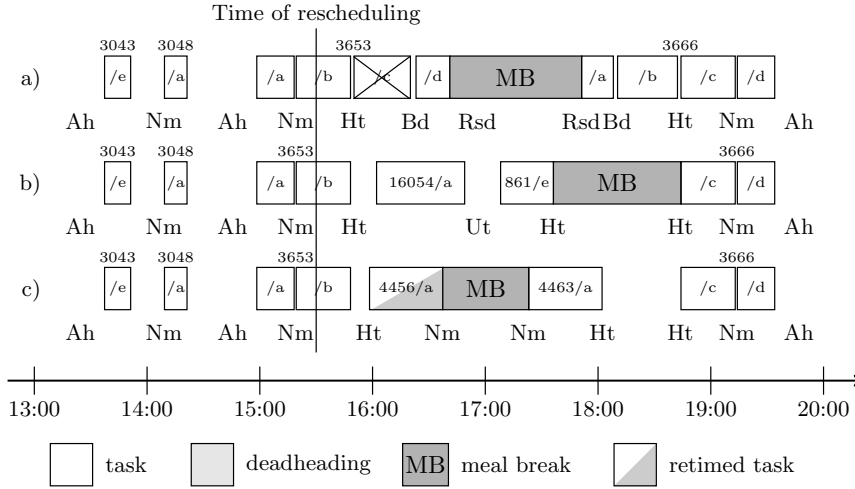 Time of rescheduling
3043 3048 3653 3666
a) /e /a /a /b /c /d MB /a /b /c /d
Ah Nm Ah Nm Ht Bd Rsd Rsd Bd Ht Nm Ah
3043 3048 3653 3666
b) /e /a /a /b 16054/a 861/e MB /c /d
Ah Nm Ah Nm Ht Ut Ht Ht Nm Ah
3043 3048 3653 3666
c) /e /a /a /b 4456/a MB 4463/a /c /d
Ah Nm Ah Nm Ht Nm Nm Ht Ht Nm Ah
13:00 14:00 15:00 16:00 17:00 18:00 19:00 20:00
task deadheading MB meal break retimed task